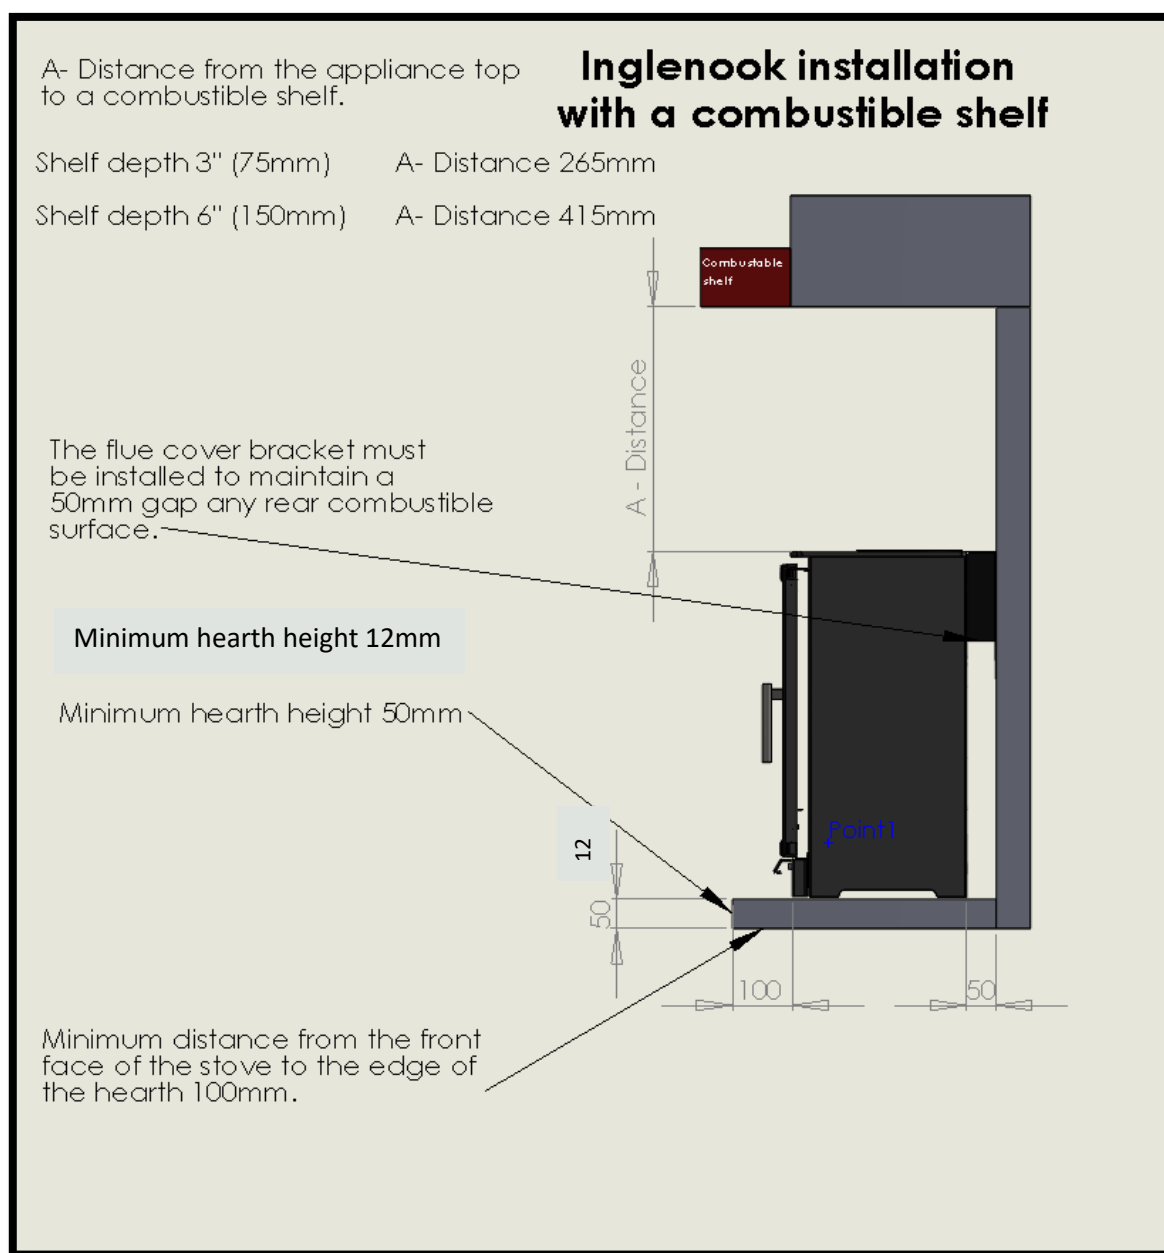 A- Distance from the appliance top
to a combustible shelf.
Inglenook installation
with a combustible shelf
Shelf depth 3" (75mm) A- Distance 265mm
Shelf depth 6" (150mm) A- Distance 415mm
Combustable
shelf
A - Distance
The flue cover bracket must
be installed to maintain a
50mm gap any rear combustible
surface.
Minimum hearth height 12mm
Minimum hearth height 50mm
Point1
12
50
100
50
Minimum distance from the front
face of the stove to the edge of
the hearth 100mm.